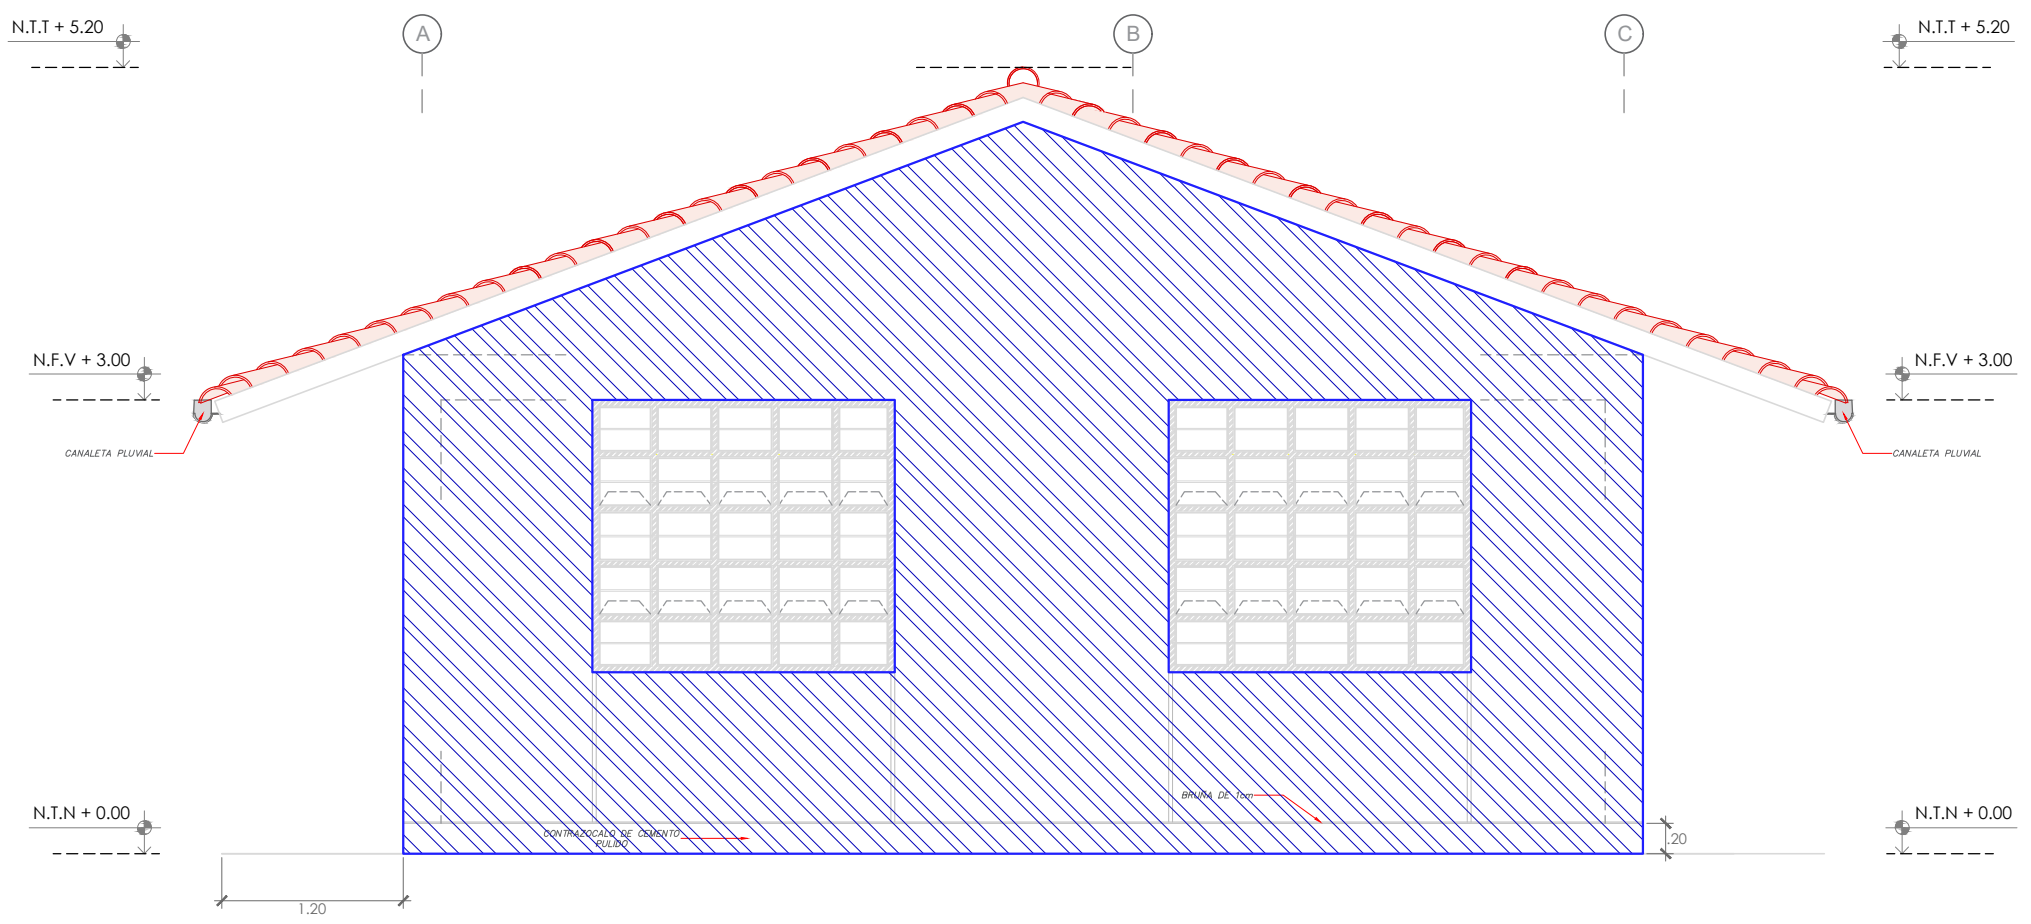 N.T.T + 5.20
A
B
C
N.T.T + 5.20
N.F.V + 3.00
N.F.V + 3.00
CANALETA PLUVIAL
CANALETA PLUVIAL
BRUÑA DE 1cm
N.T.N + 0.00
N.T.N + 0.00
CONTRAZOCALO DE CEMENTO
PULIDO
.20
1.20